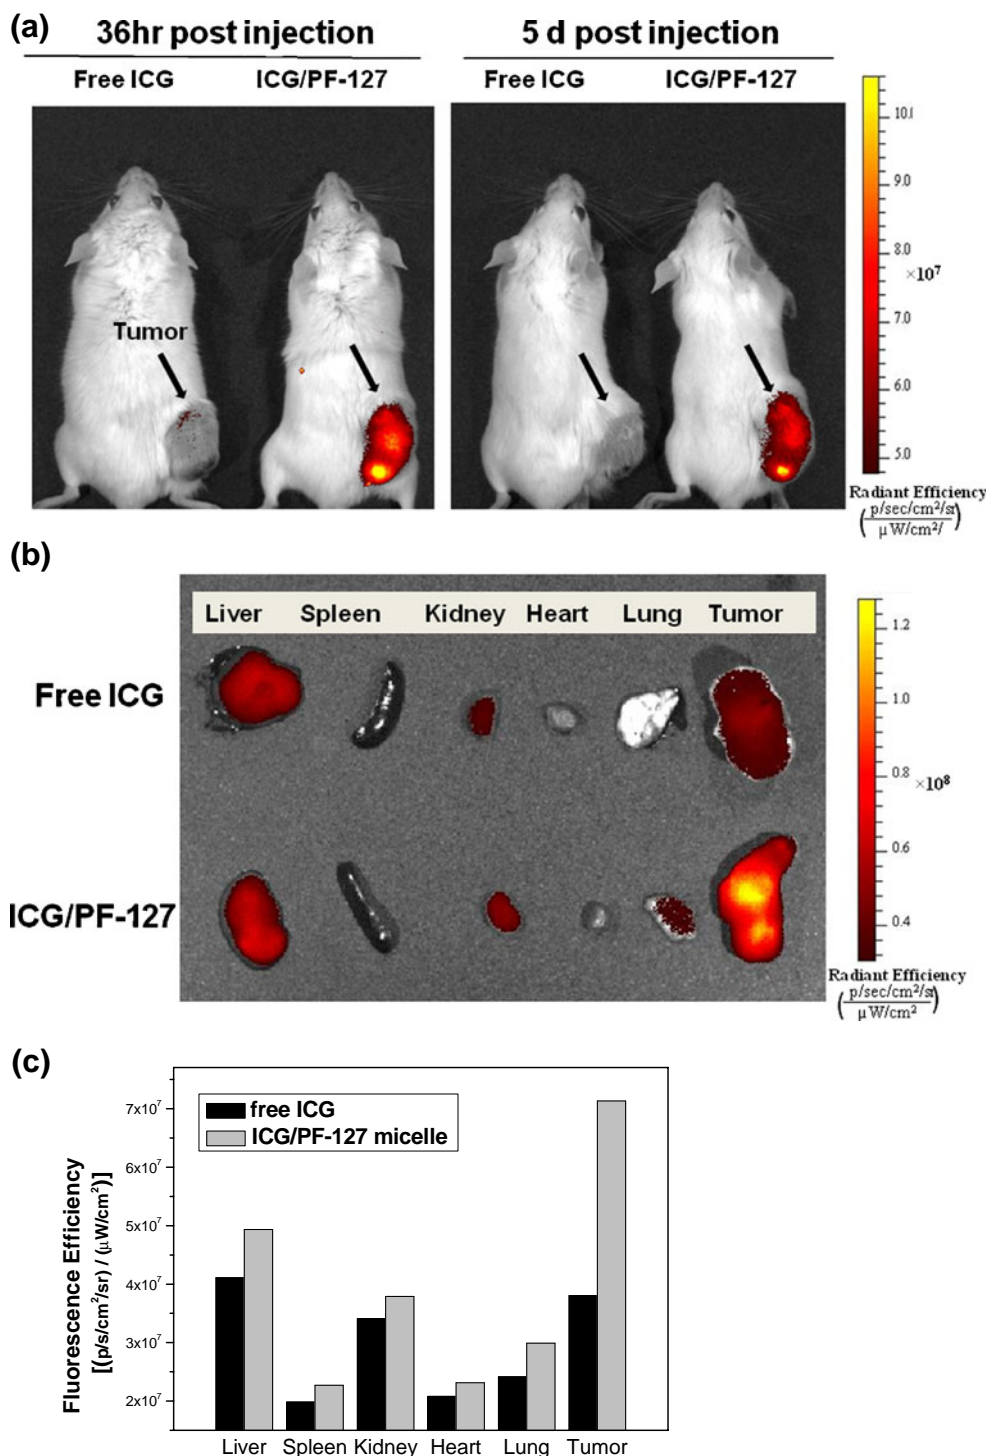 (a)
36hr post injection
5 d post injection
Free ICG
ICG/PF-127
Free ICG
ICG/PF-127
Tumor
10.1
9.0
8.0
×10⁷
7.0
6.0
5.0
Radiant Efficiency
(p/sec/cm²/sr
μW/cm²/)
(b)
Liver Spleen Kidney Heart Lung Tumor
Free ICG
ICG/PF-127
1.2
1.0
0.8
×10⁸
0.6
0.4
Radiant Efficiency
(p/sec/cm²/sr
μW/cm²)
(c)
free ICG
ICG/PF-127 micelle
7x10⁷
6x10⁷
5x10⁷
4x10⁷
3x10⁷
2x10⁷
Fluorescence Efficiency
[(p/s/cm²/sr) / (μW/cm²)]
Liver Spleen Kidney Heart Lung Tumor